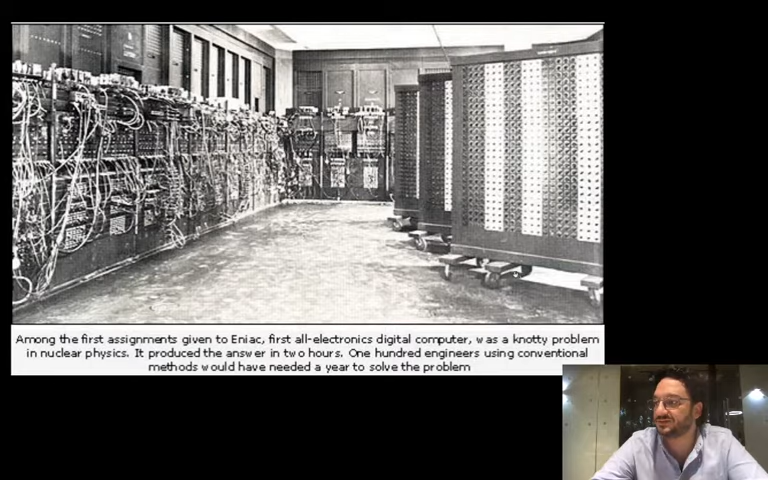 Among the first assignments given to Eniac, first all-electronics digital computer, was a knotty problem
in nuclear physics. It produced the answer in two hours. One hundred engineers using conventional
methods would have needed a year to solve the problem